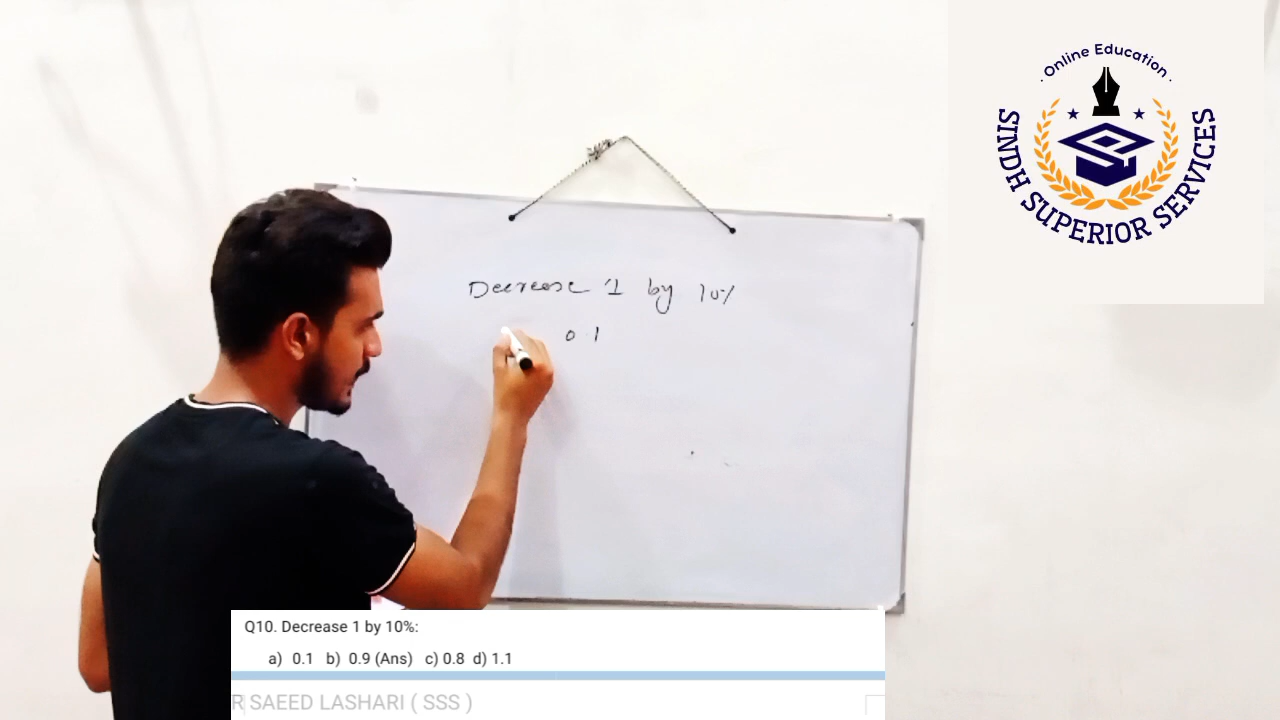 · Online Education ·
SINDH SUPERIOR SERVICES
Decrease 1 by 10%
0.1
Q10. Decrease 1 by 10%:
a) 0.1 b) 0.9 (Ans) c) 0.8 d) 1.1
R SAEED LASHARI ( SSS )